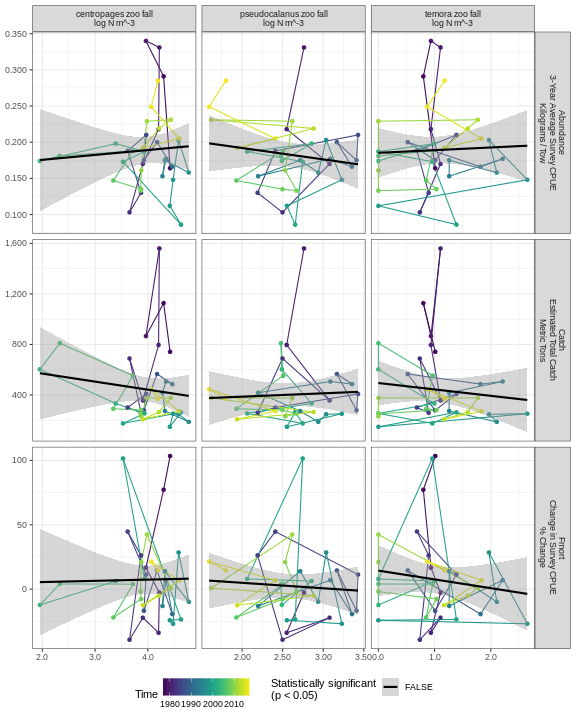 centropages zoo fall
log N m^-3
pseudocalanus zoo fall
log N m^-3
temora zoo fall
log N m^-3
0.350
0.300
0.250
0.200
0.150
0.100
Abundance
3-Year Average Survey CPUE
Kilograms / Tow
1,600
1,200
800
400
Catch
Estimated Total Catch
Metric Tons
100
50
0
Fmort
Change in Survey CPUE
% Change
2.0 3.0 4.0
2.00 2.50 3.00 3.50
0.0 1.0 2.0
Time
1980 1990 2000 2010
Statistically significant
(p < 0.05)
FALSE